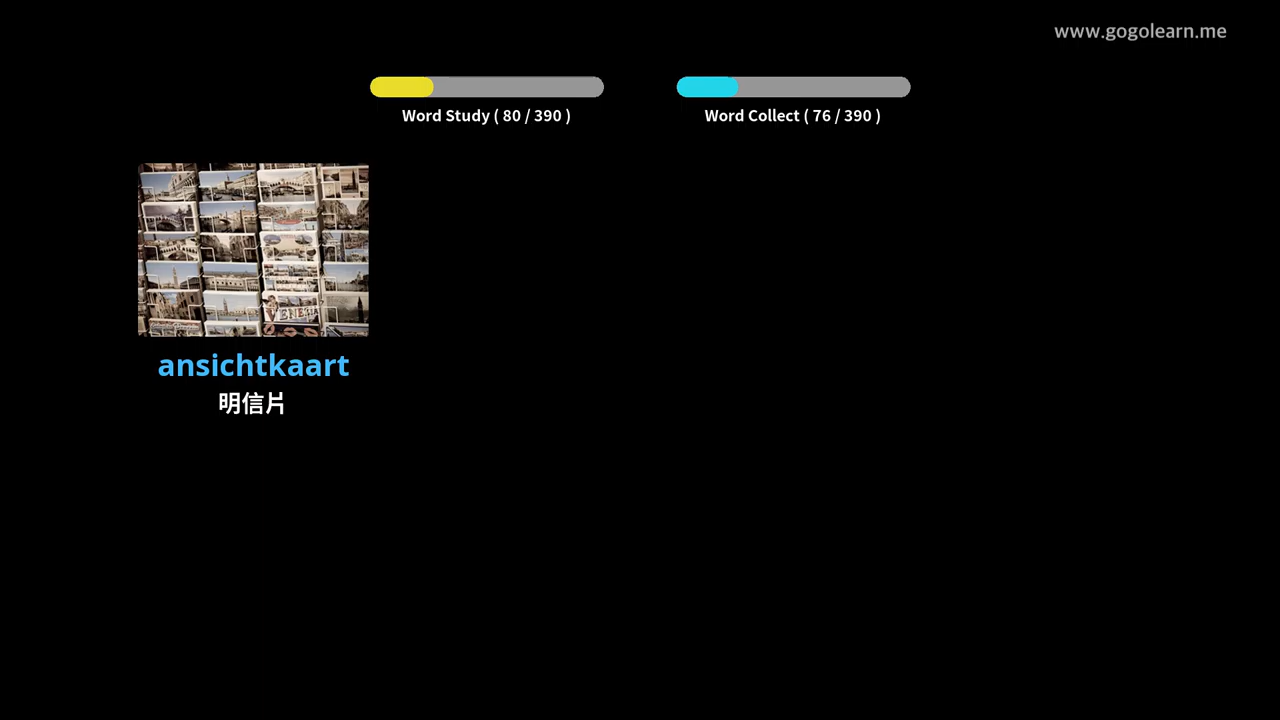 www.gogolearn.me
Word Study ( 80 / 390 )
Word Collect ( 76 / 390 )
ansichtkaart
明信片